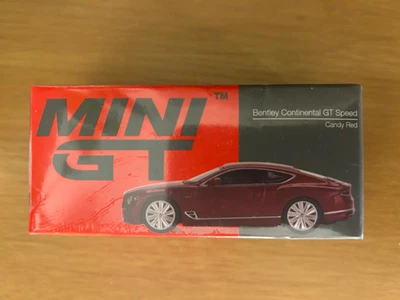 MINI
GT
TM
Bentley Continental GT Speed
Candy Red